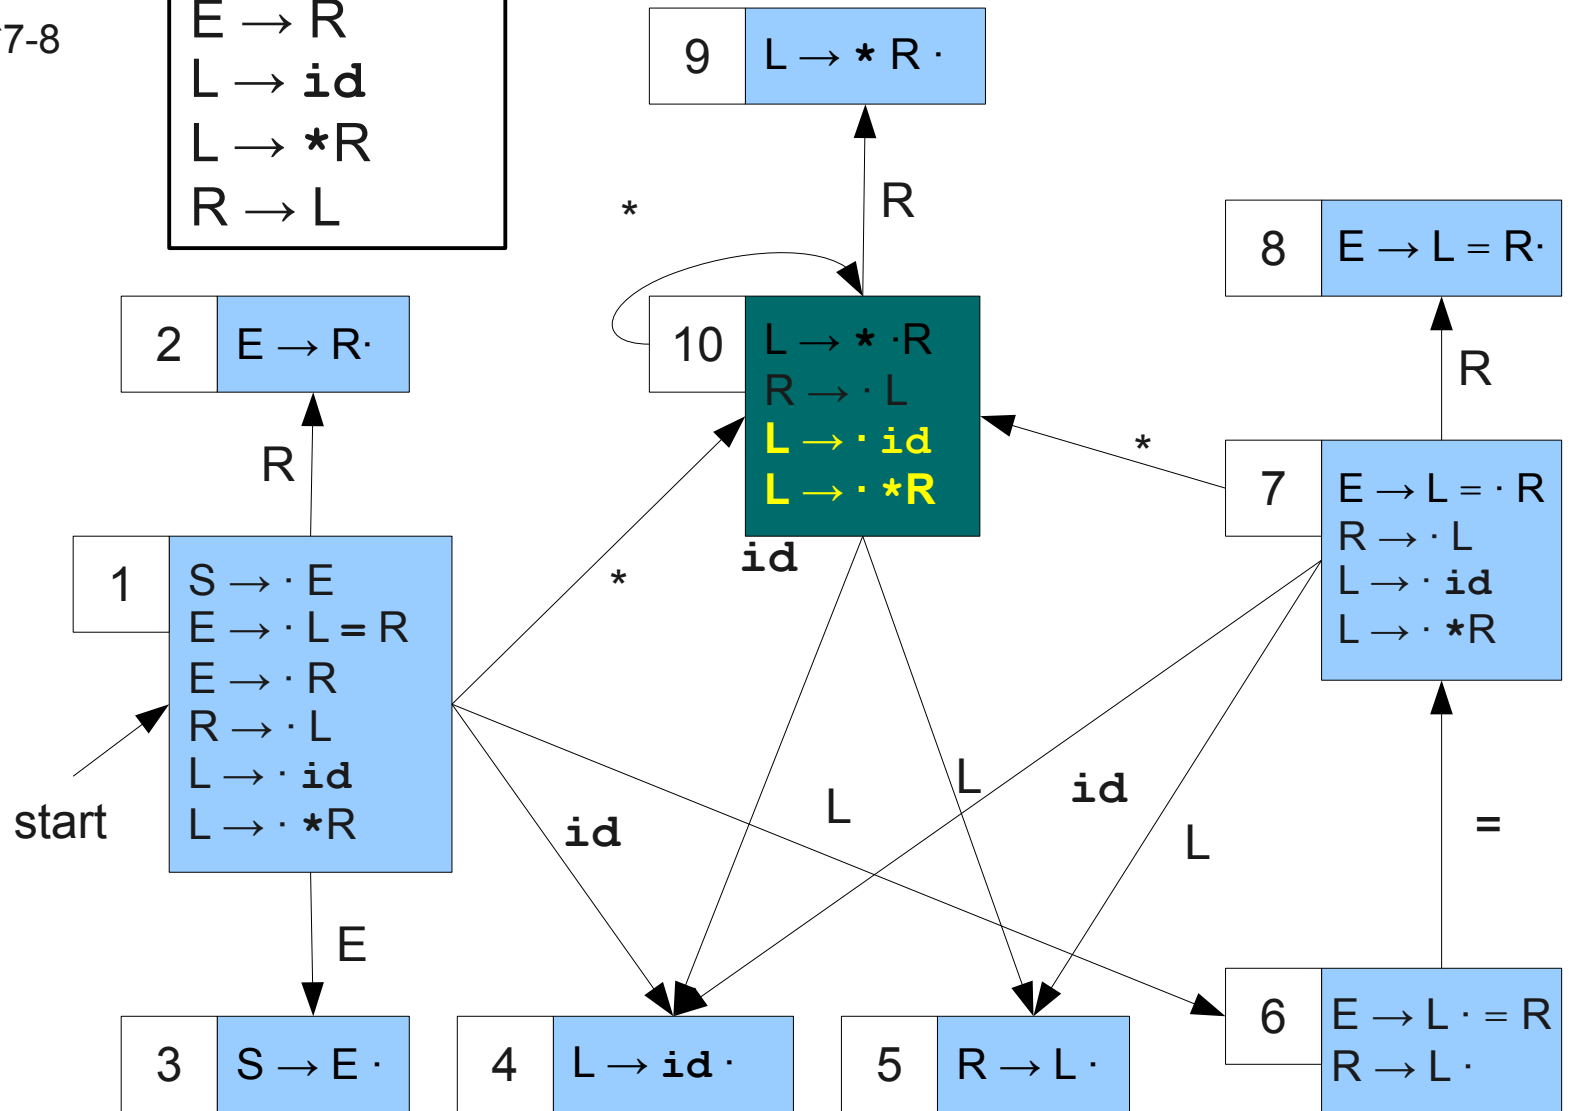 7-8
E → R
L → id
L → *R
R → L
9
L → * R ·
R
*
8
E → L = R·
2
E → R·
10
L → * ·R
R → · L
L → · id
L → · *R
R
R
*
7
E → L = · R
R → · L
L → · id
L → · *R
id
*
1
S → · E
E → · L = R
E → · R
R → · L
L → · id
L → · *R
start
id
L
L
id
L
=
E
3
S → E ·
4
L → id ·
5
R → L ·
6
E → L · = R
R → L ·